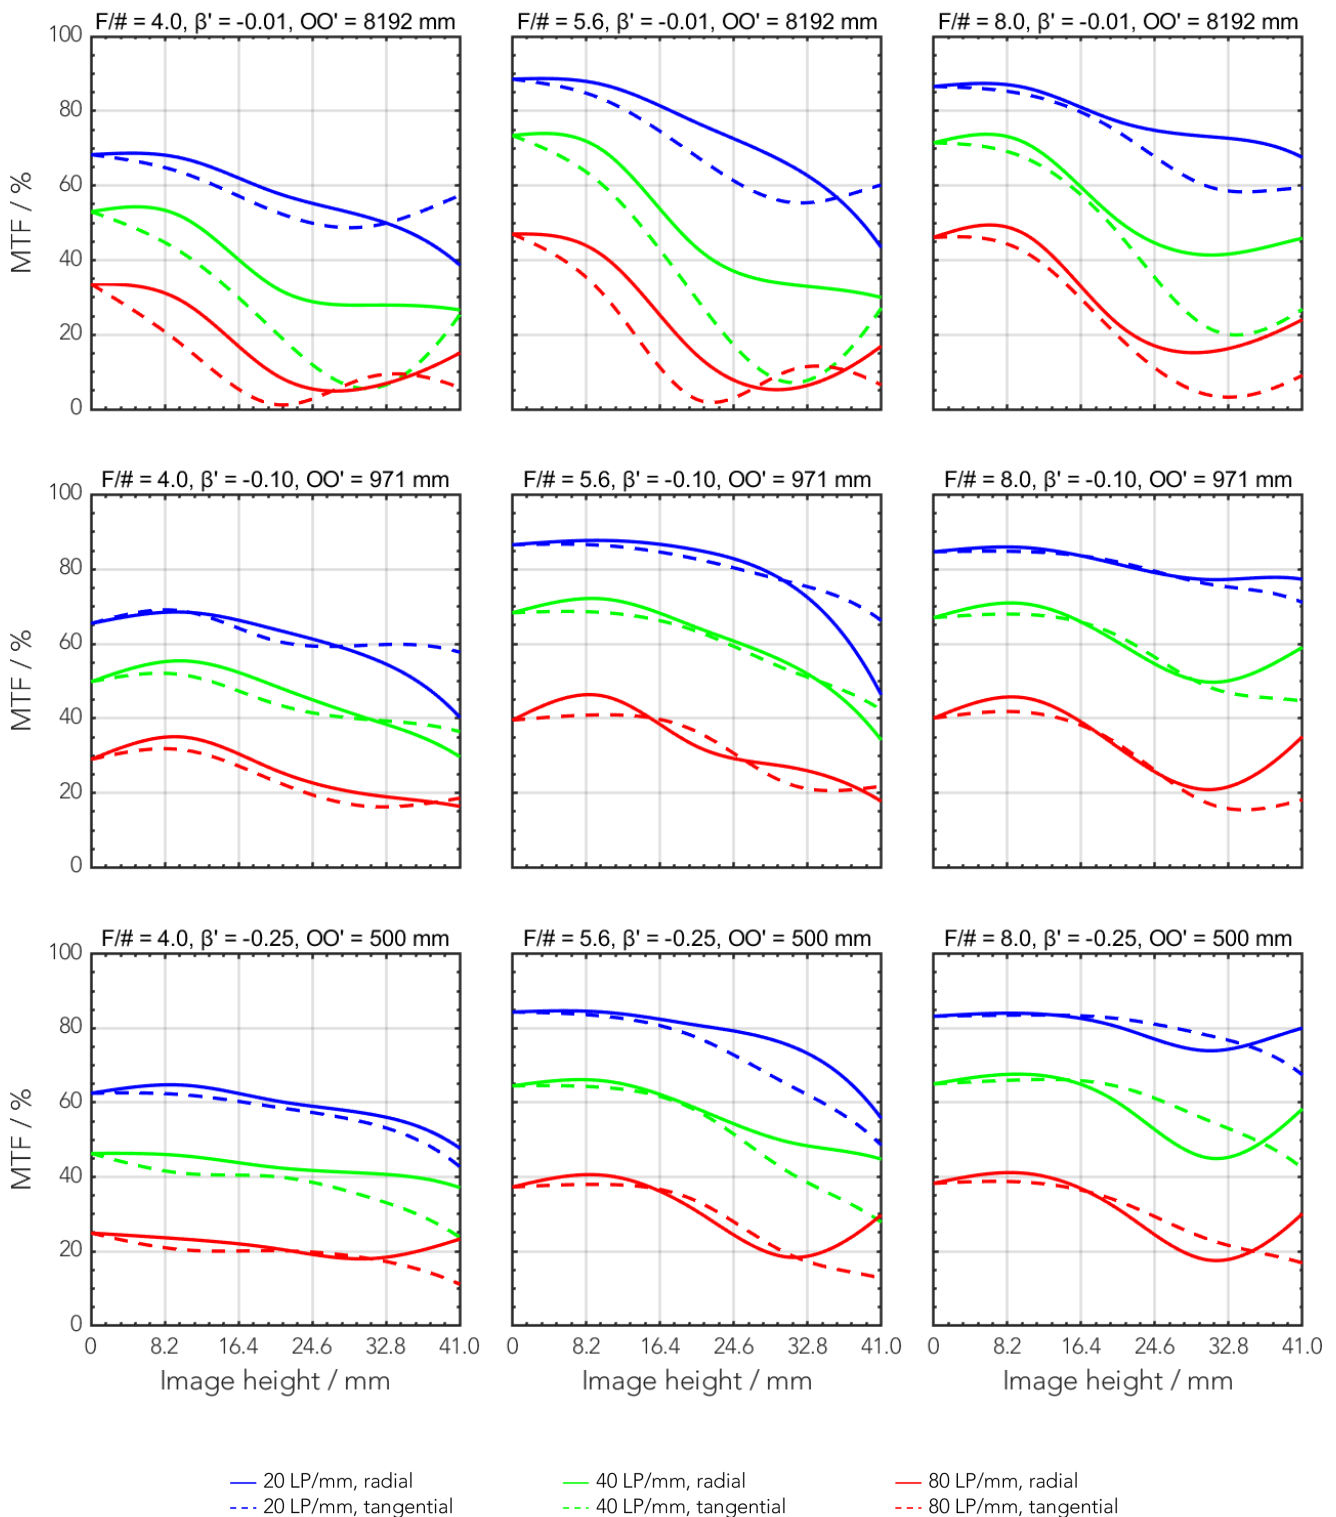 F/# = 4.0, β' = -0.01, OO' = 8192 mm
F/# = 5.6, β' = -0.01, OO' = 8192 mm
F/# = 8.0, β' = -0.01, OO' = 8192 mm
100
80
60
40
20
0
MTF / %
F/# = 4.0, β' = -0.10, OO' = 971 mm
F/# = 5.6, β' = -0.10, OO' = 971 mm
F/# = 8.0, β' = -0.10, OO' = 971 mm
100
80
60
40
20
0
MTF / %
F/# = 4.0, β' = -0.25, OO' = 500 mm
F/# = 5.6, β' = -0.25, OO' = 500 mm
F/# = 8.0, β' = -0.25, OO' = 500 mm
100
80
60
40
20
0
MTF / %
0 8.2 16.4 24.6 32.8 41.0
0 8.2 16.4 24.6 32.8 41.0
0 8.2 16.4 24.6 32.8 41.0
Image height / mm
Image height / mm
Image height / mm
20 LP/mm, radial
20 LP/mm, tangential
40 LP/mm, radial
40 LP/mm, tangential
80 LP/mm, radial
80 LP/mm, tangential